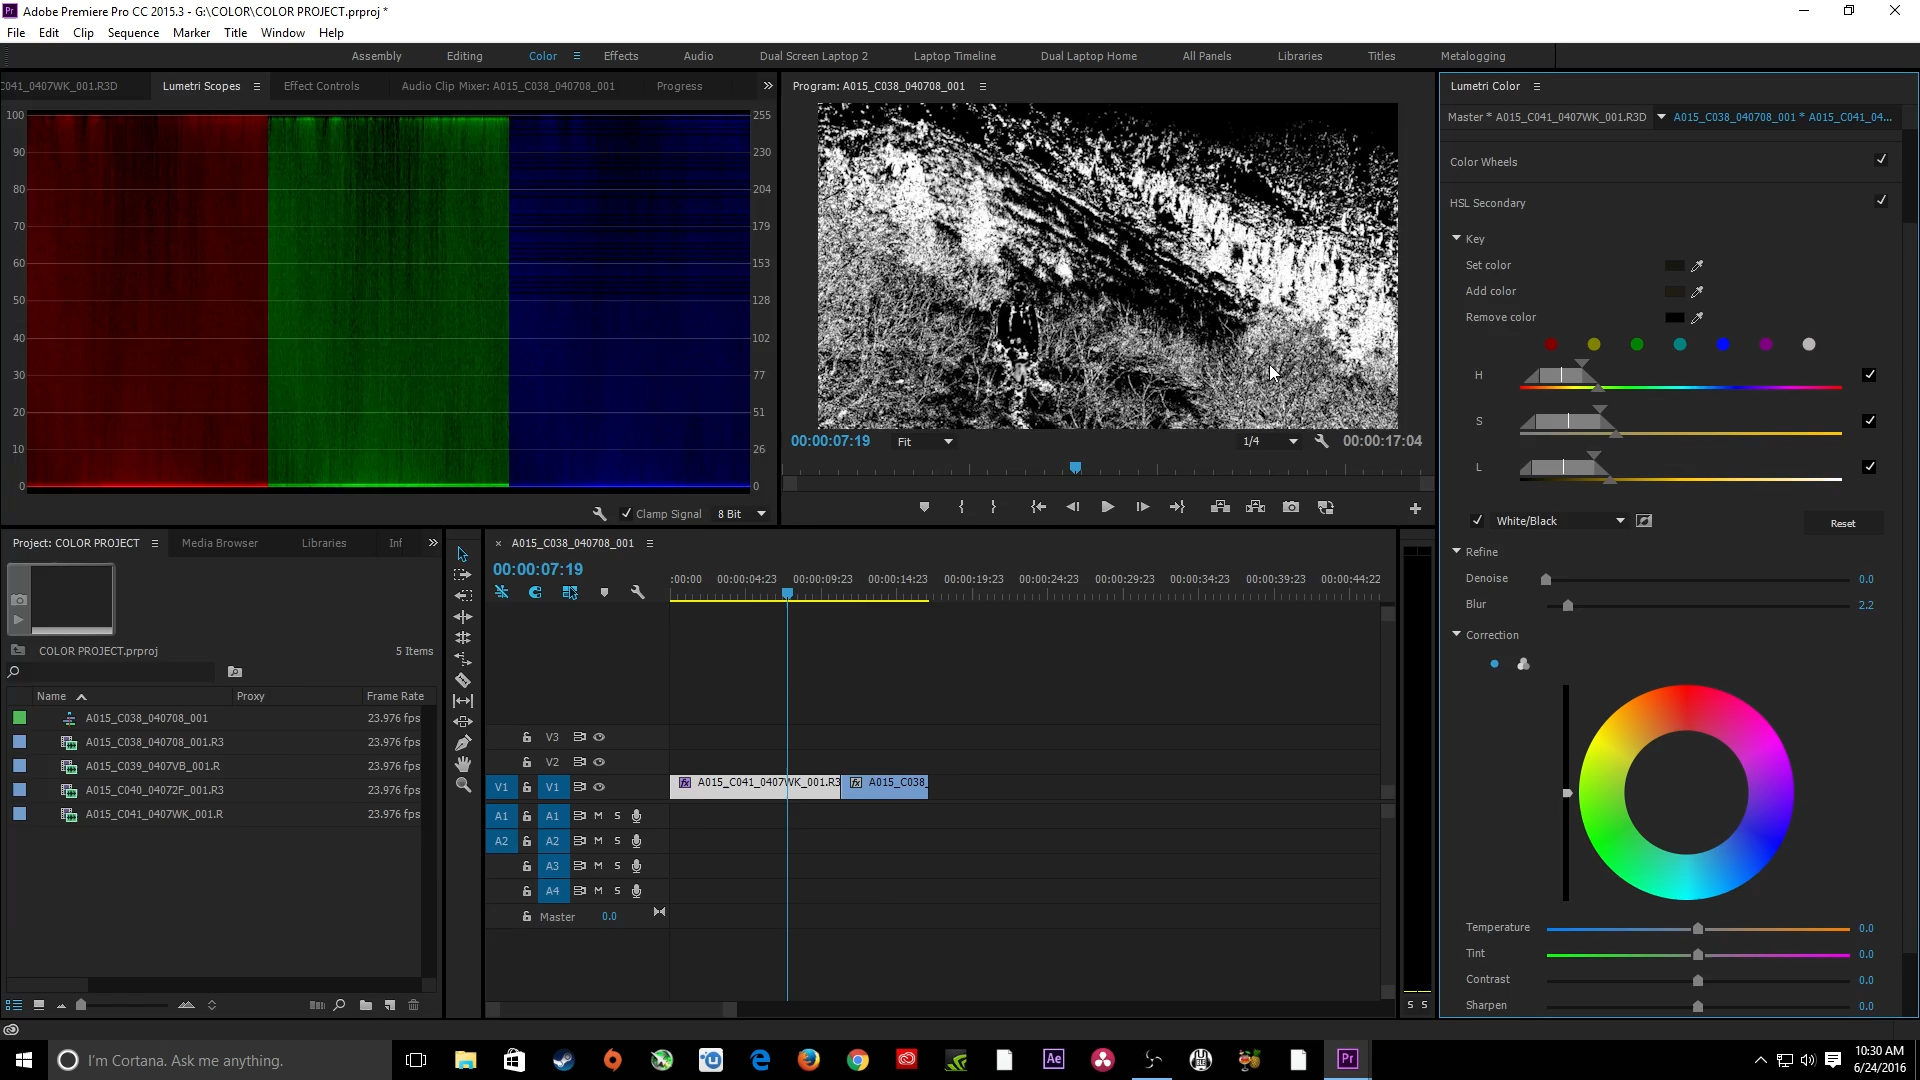 Adobe Premiere Pro CC 2015.3 - G:\COLOR\COLOR PROJECT.prproj *
File Edit Clip Sequence Marker Title Window Help
Assembly Editing Color Effects Audio Dual Screen Laptop 2 Laptop Timeline Dual Laptop Home All Panels Libraries Titles Metalogging
C041_0407WK_001.R3D Lumetri Scopes Effect Controls Audio Clip Mixer: A015_C038_040708_001 Progress
Program: A015_C038_040708_001
Lumetri Color
Master * A015_C041_0407WK_001.R3D A015_C038_040708_001 * A015_C041_04...
100 255
90 230
80 204
70 179
60 153
50 128
40 102
30 77
20 51
10 26
0 0
Clamp Signal 8 Bit
00:00:07:19 Fit 1/4 00:00:17:04
Color Wheels
HSL Secondary
Key
Set color
Add color
Remove color
H
S
L
White/Black Reset
Refine
Denoise 0.0
Blur 2.2
Correction
Temperature 0.0
Tint 0.0
Contrast 0.0
Sharpen 0.0
Project: COLOR PROJECT Media Browser Libraries Inf
COLOR PROJECT.prproj 5 Items
Name Proxy Frame Rate
A015_C038_040708_001 23.976 fps
A015_C038_040708_001.R3 23.976 fps
A015_C039_0407VB_001.R 23.976 fps
A015_C040_04072F_001.R3 23.976 fps
A015_C041_0407WK_001.R 23.976 fps
A015_C038_040708_001
00:00:07:19
:00:00 00:00:04:23 00:00:09:23 00:00:14:23 00:00:19:23 00:00:24:23 00:00:29:23 00:00:34:23 00:00:39:23 00:00:44:22
V3
V2
V1 V1 A015_C041_0407WK_001.R3 A015_C038_
A1 A1 M S
A2 A2 M S
A3 M S
A4 M S
Master 0.0
S S
I'm Cortana. Ask me anything.
Ae
Pr
10:30 AM
6/24/2016